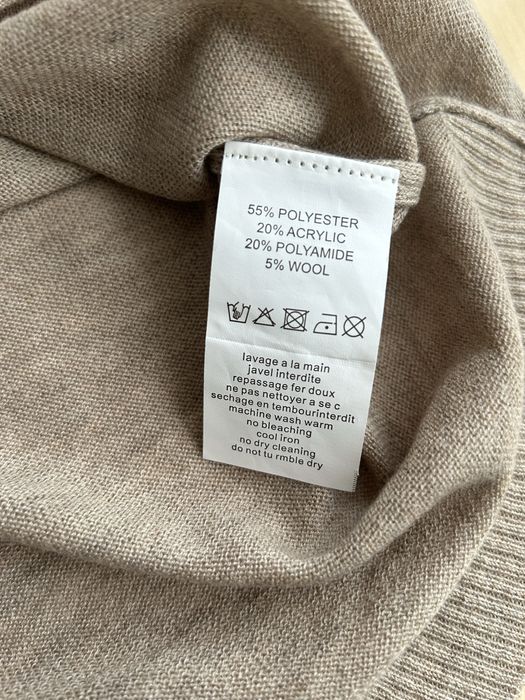 55% POLYESTER
20% ACRYLIC
20% POLYAMIDE
5% WOOL
lavage a la main
javel interdite
repassage fer doux
ne pas nettoyer a se c
sechage en tembourinterdit
machine wash warm
no bleaching
cool iron
no dry cleaning
do not tu rmble dry